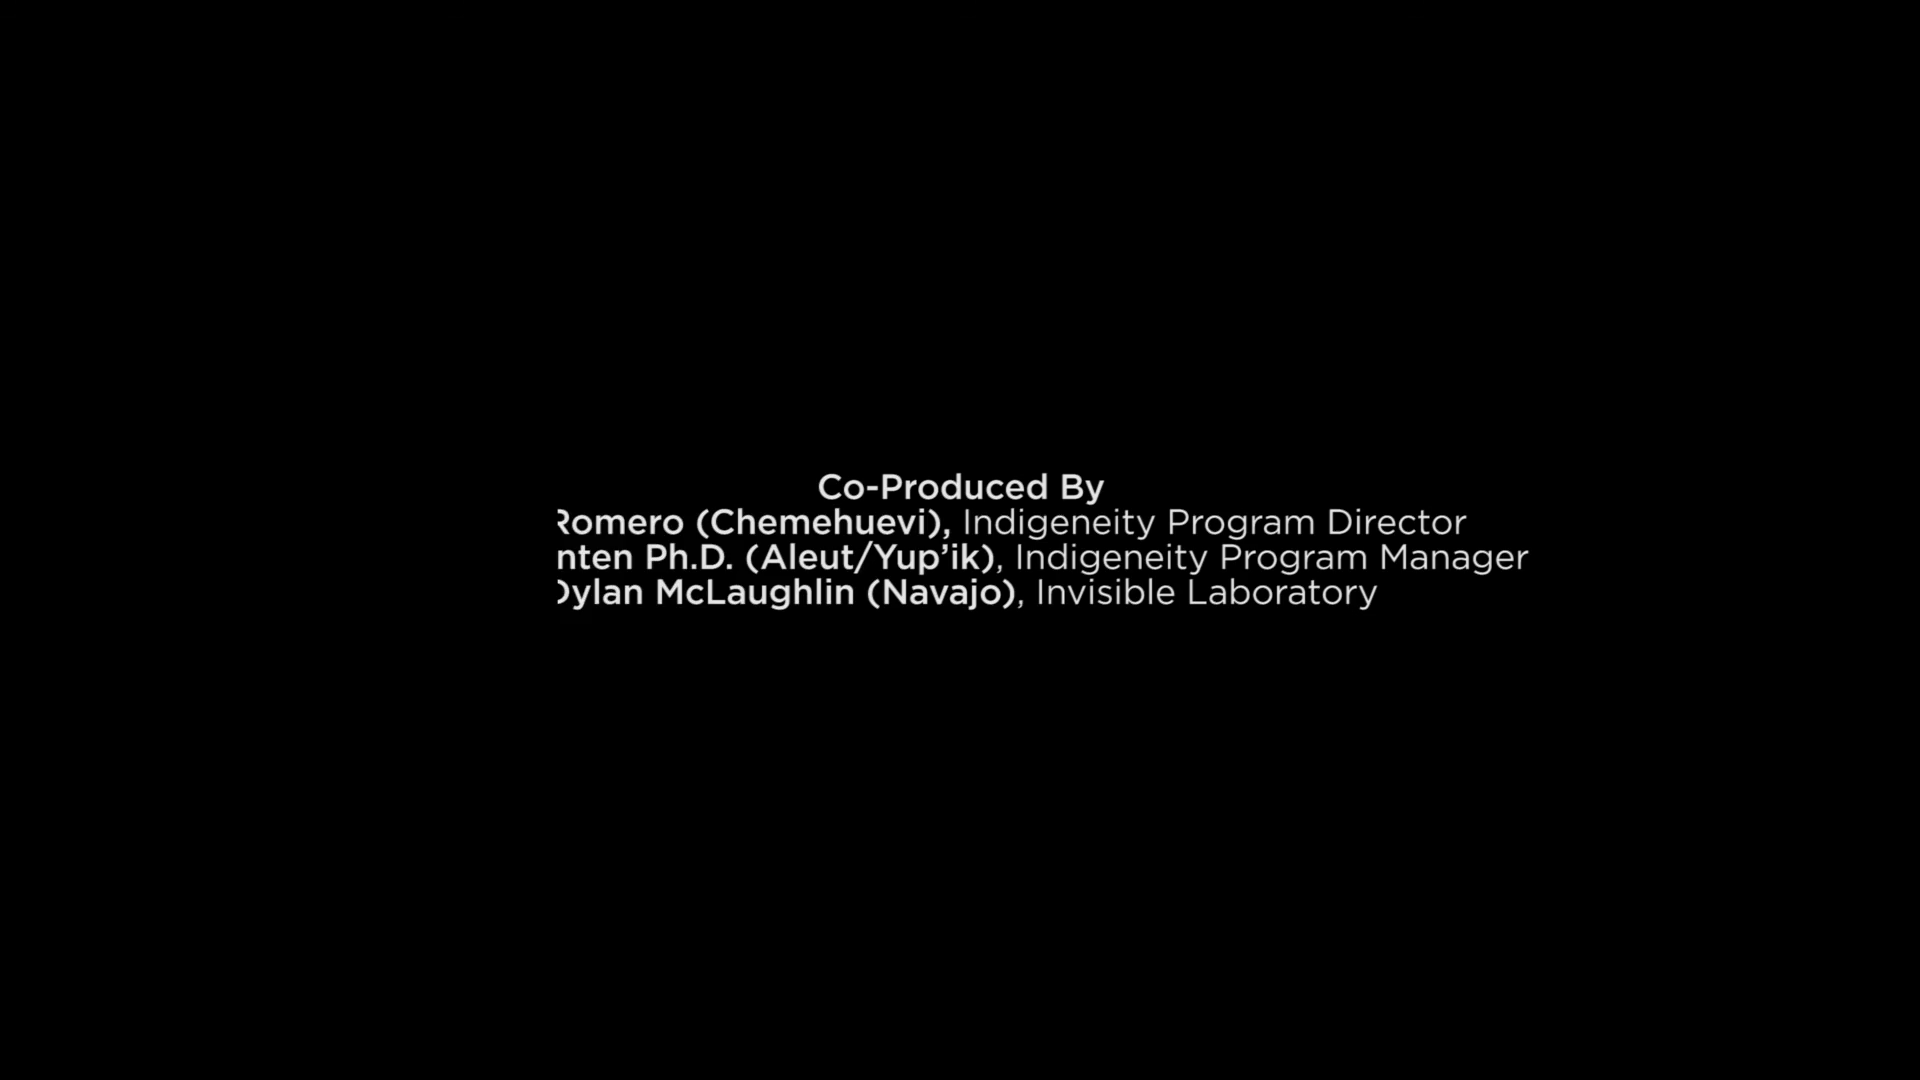 Co-Produced By
Romero (Chemehuevi), Indigeneity Program Director
Ph.D. (Aleut/Yup’ik), Indigeneity Program Manager
Dylan McLaughlin (Navajo), Invisible Laboratory